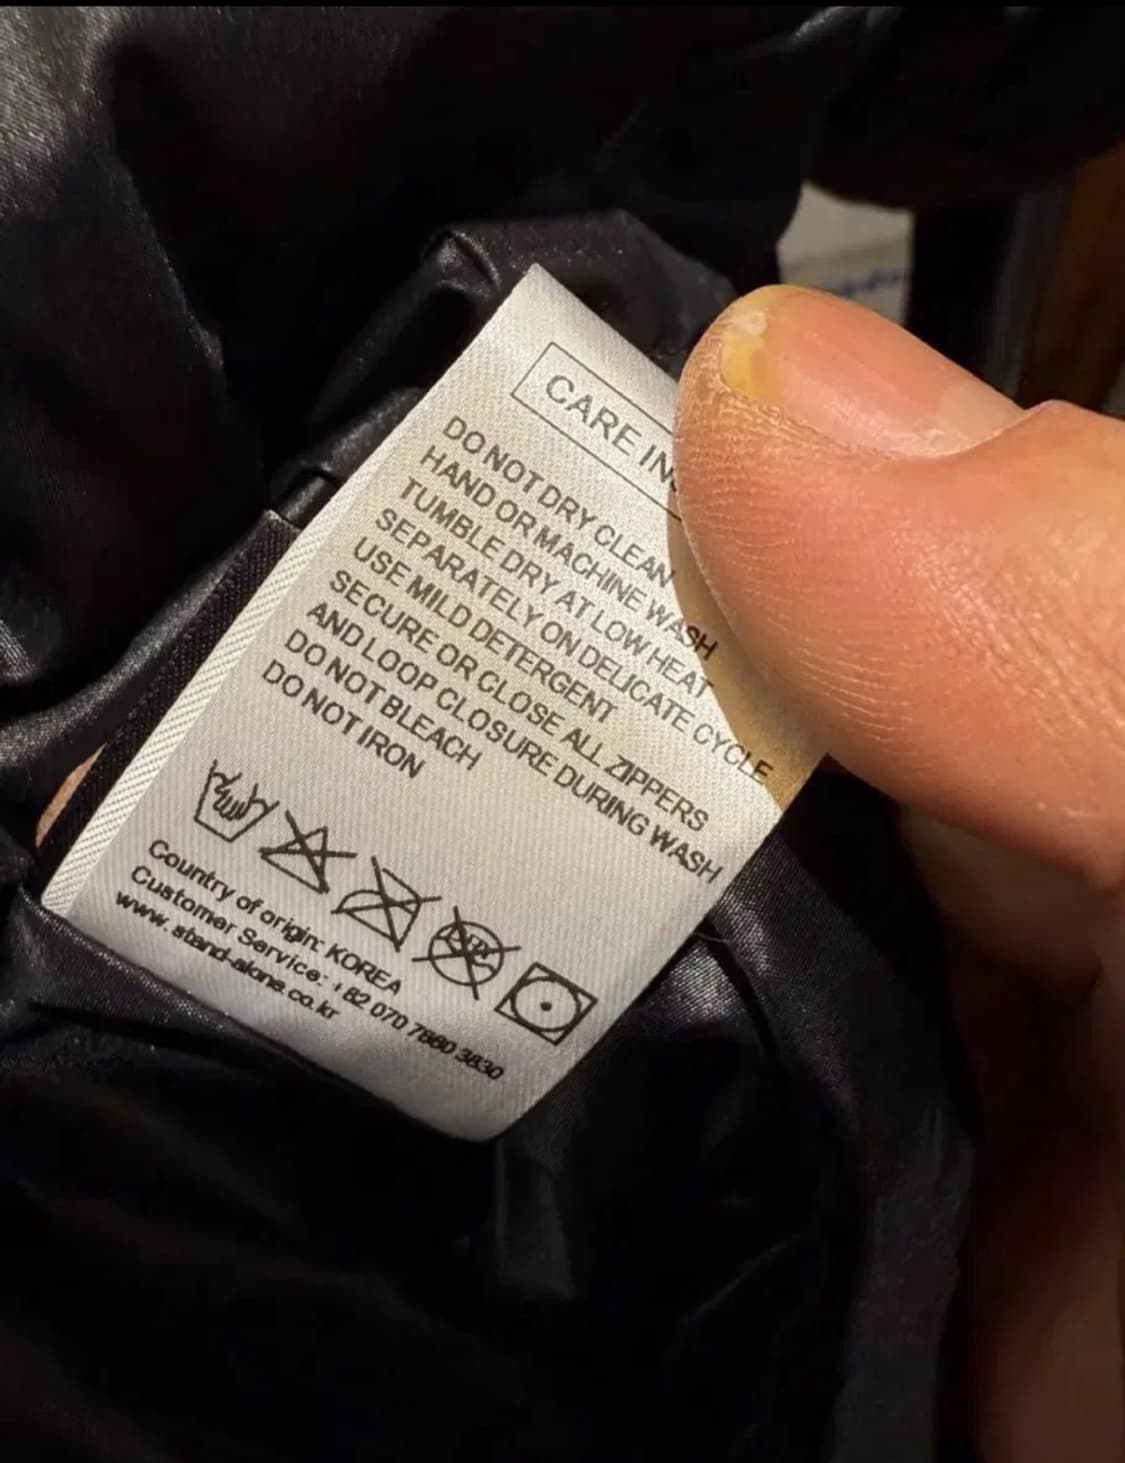 CARE IN
DO NOT DRY CLEAN
HAND OR MACHINE WASH
TUMBLE DRY AT LOW HEAT
SEPARATELY ON DELICATE CYCLE
USE MILD DETERGENT
SECURE OR CLOSE ALL ZIPPERS
AND LOOP CLOSURE DURING WASH
DO NOT BLEACH
DO NOT IRON
Country of origin: KOREA
Customer Service: +82 070 7860 3830
www.stand-alone.co.kr